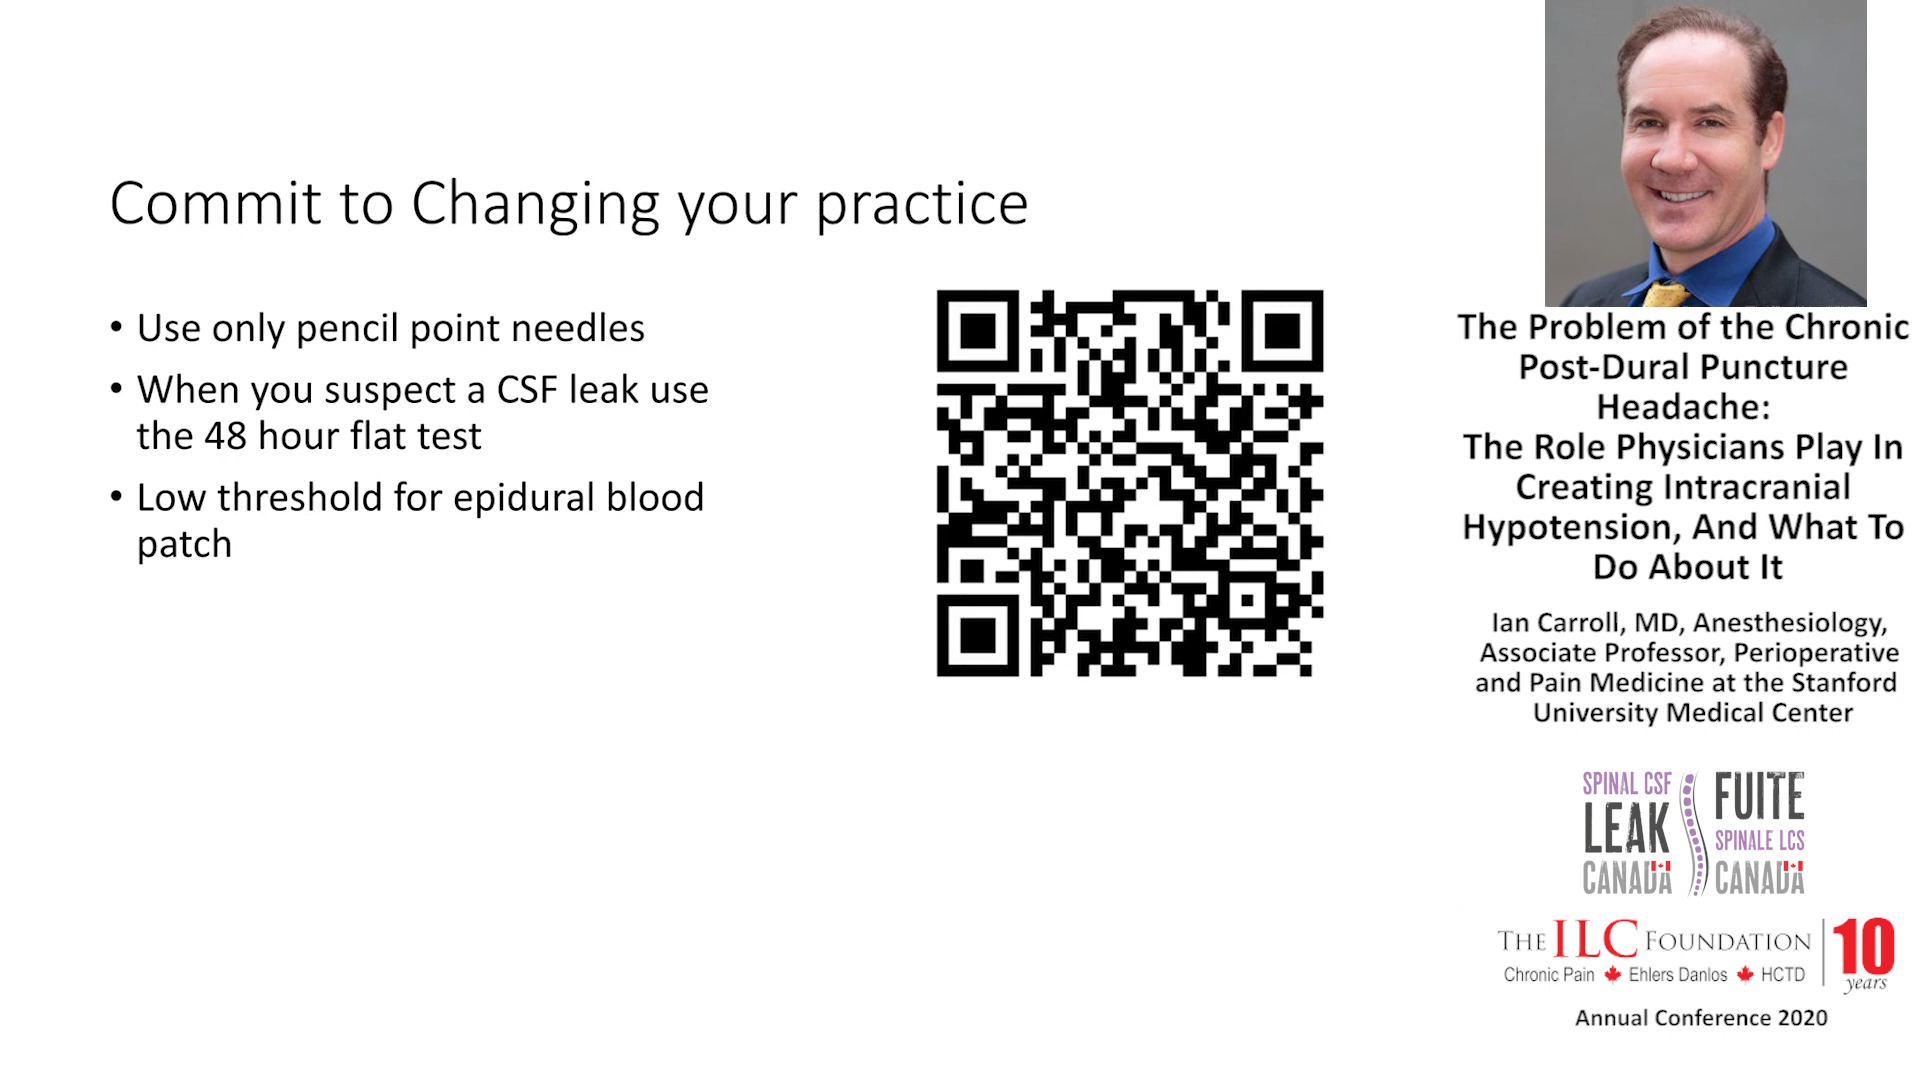 Commit to Changing your practice
• Use only pencil point needles
• When you suspect a CSF leak use
the 48 hour flat test
• Low threshold for epidural blood
patch
The Problem of the Chronic
Post-Dural Puncture
Headache:
The Role Physicians Play In
Creating Intracranial
Hypotension, And What To
Do About It
Ian Carroll, MD, Anesthesiology,
Associate Professor, Perioperative
and Pain Medicine at the Stanford
University Medical Center
SPINAL CSF
LEAK
CANADA
FUITE
SPINALE LCS
CANADA
THE ILC FOUNDATION
Chronic Pain Ehlers Danlos HCTD
10
years
Annual Conference 2020